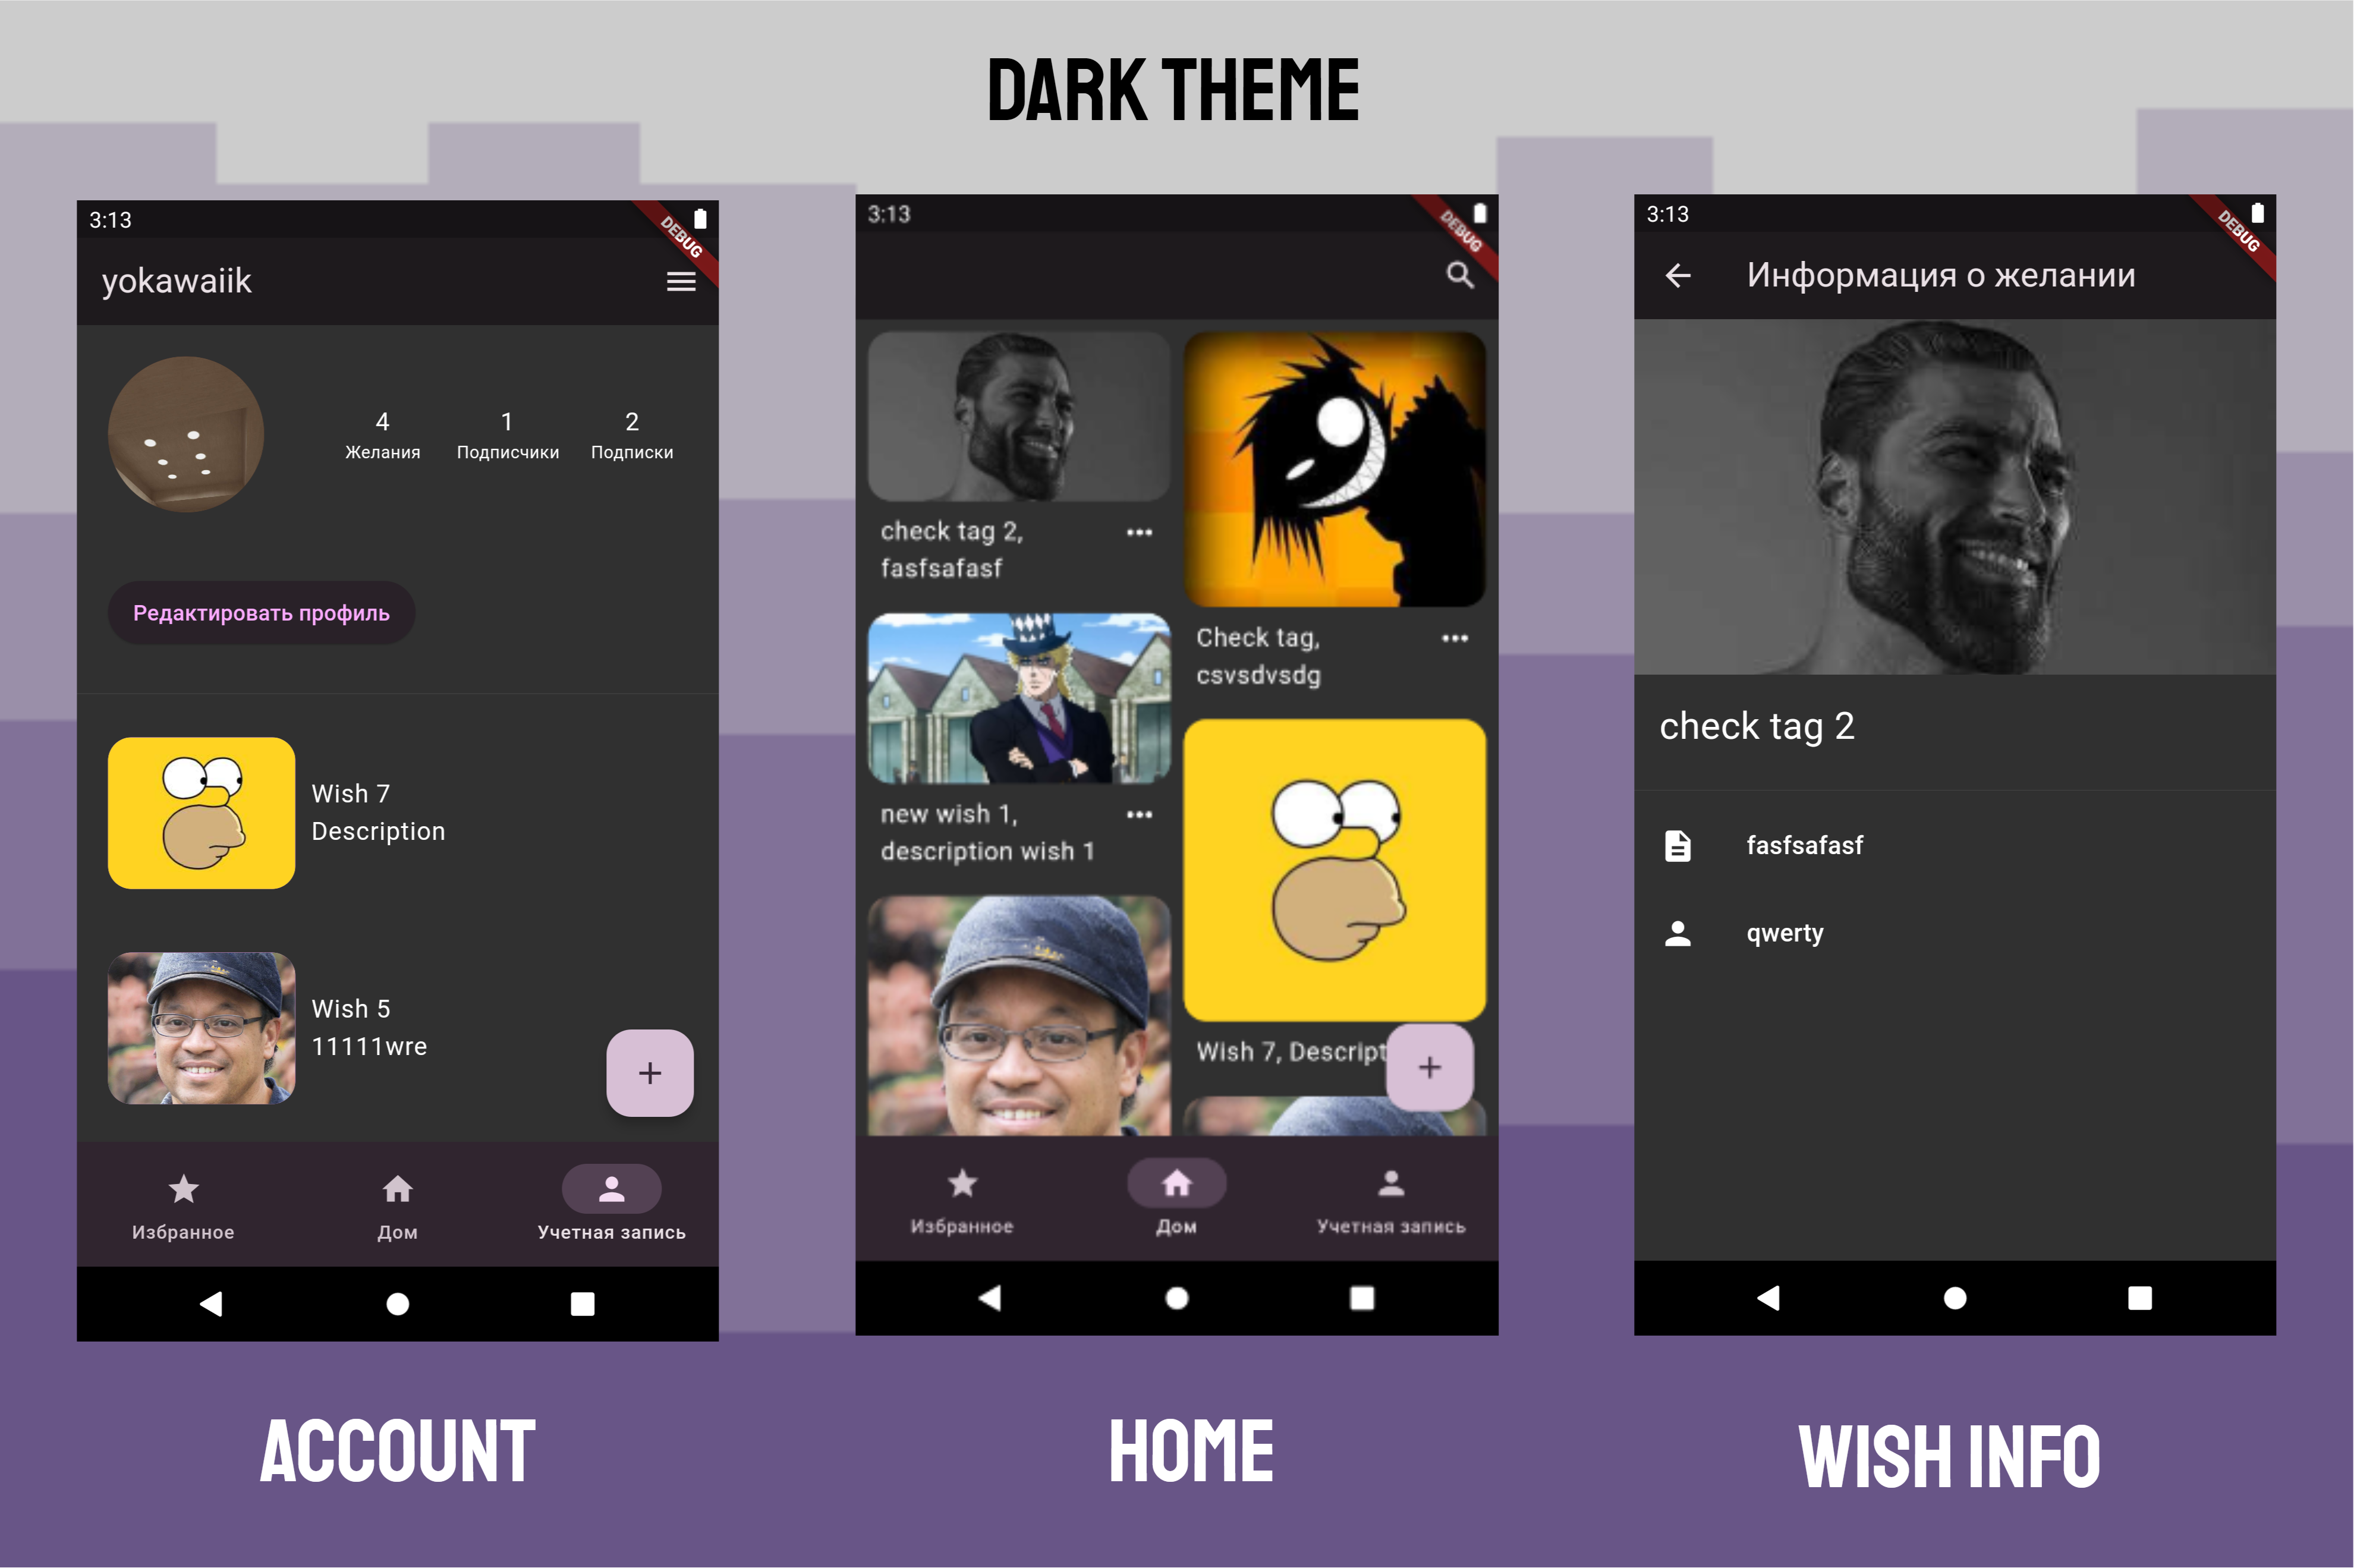 DARK THEME
3:13
DEBUG
yokawaiik
4
1
2
Желания
Подписчики
Подписки
Редактировать профиль
Wish 7
Description
Wish 5
11111wre
+
Избранное
Дом
Учетная запись
ACCOUNT
3:13
DEBUG
check tag 2,
fasfsafasf
Check tag,
csvsdvsdg
new wish 1,
description wish 1
Wish 7, Descript
+
Избранное
Дом
Учетная запись
HOME
3:13
DEBUG
Информация о желании
check tag 2
fasfsafasf
qwerty
WISH INFO